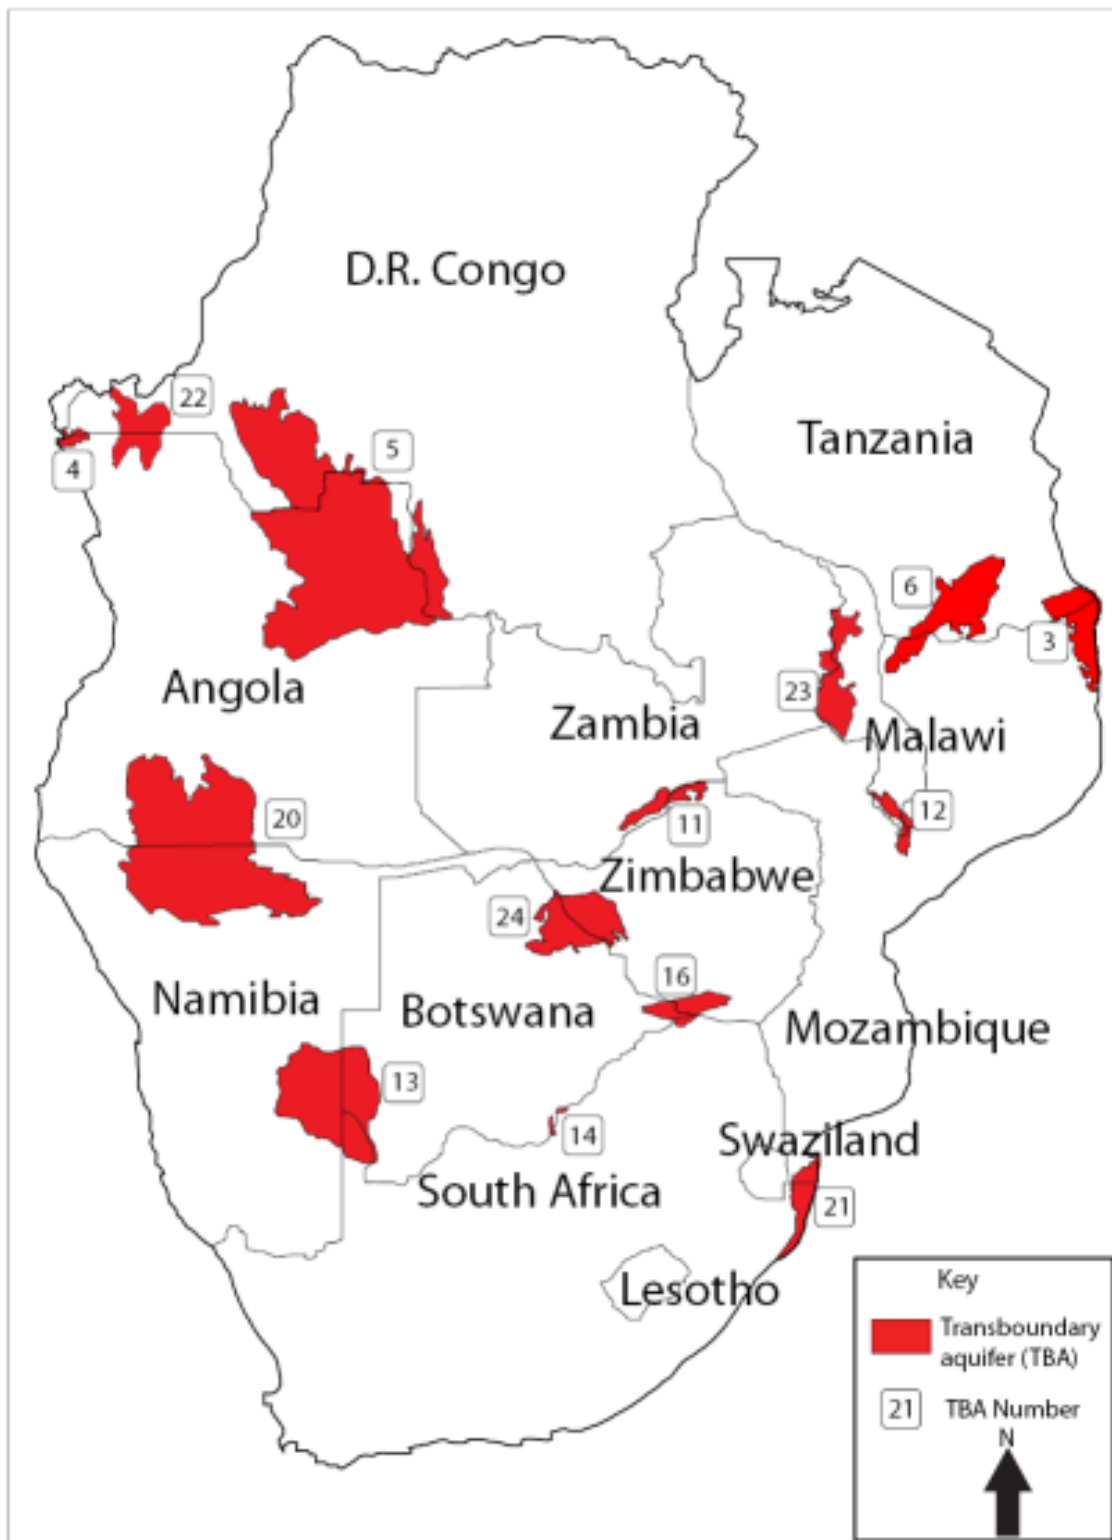 D.R. Congo
22
Tanzania
5
4
6
3
Angola
23
Zambia
Malawi
20
12
11
Zimbabwe
24
16
Namibia
Botswana
Mozambique
13
14
Swaziland
South Africa
21
Lesotho
Key
Transboundary
aquifer (TBA)
21
TBA Number
N